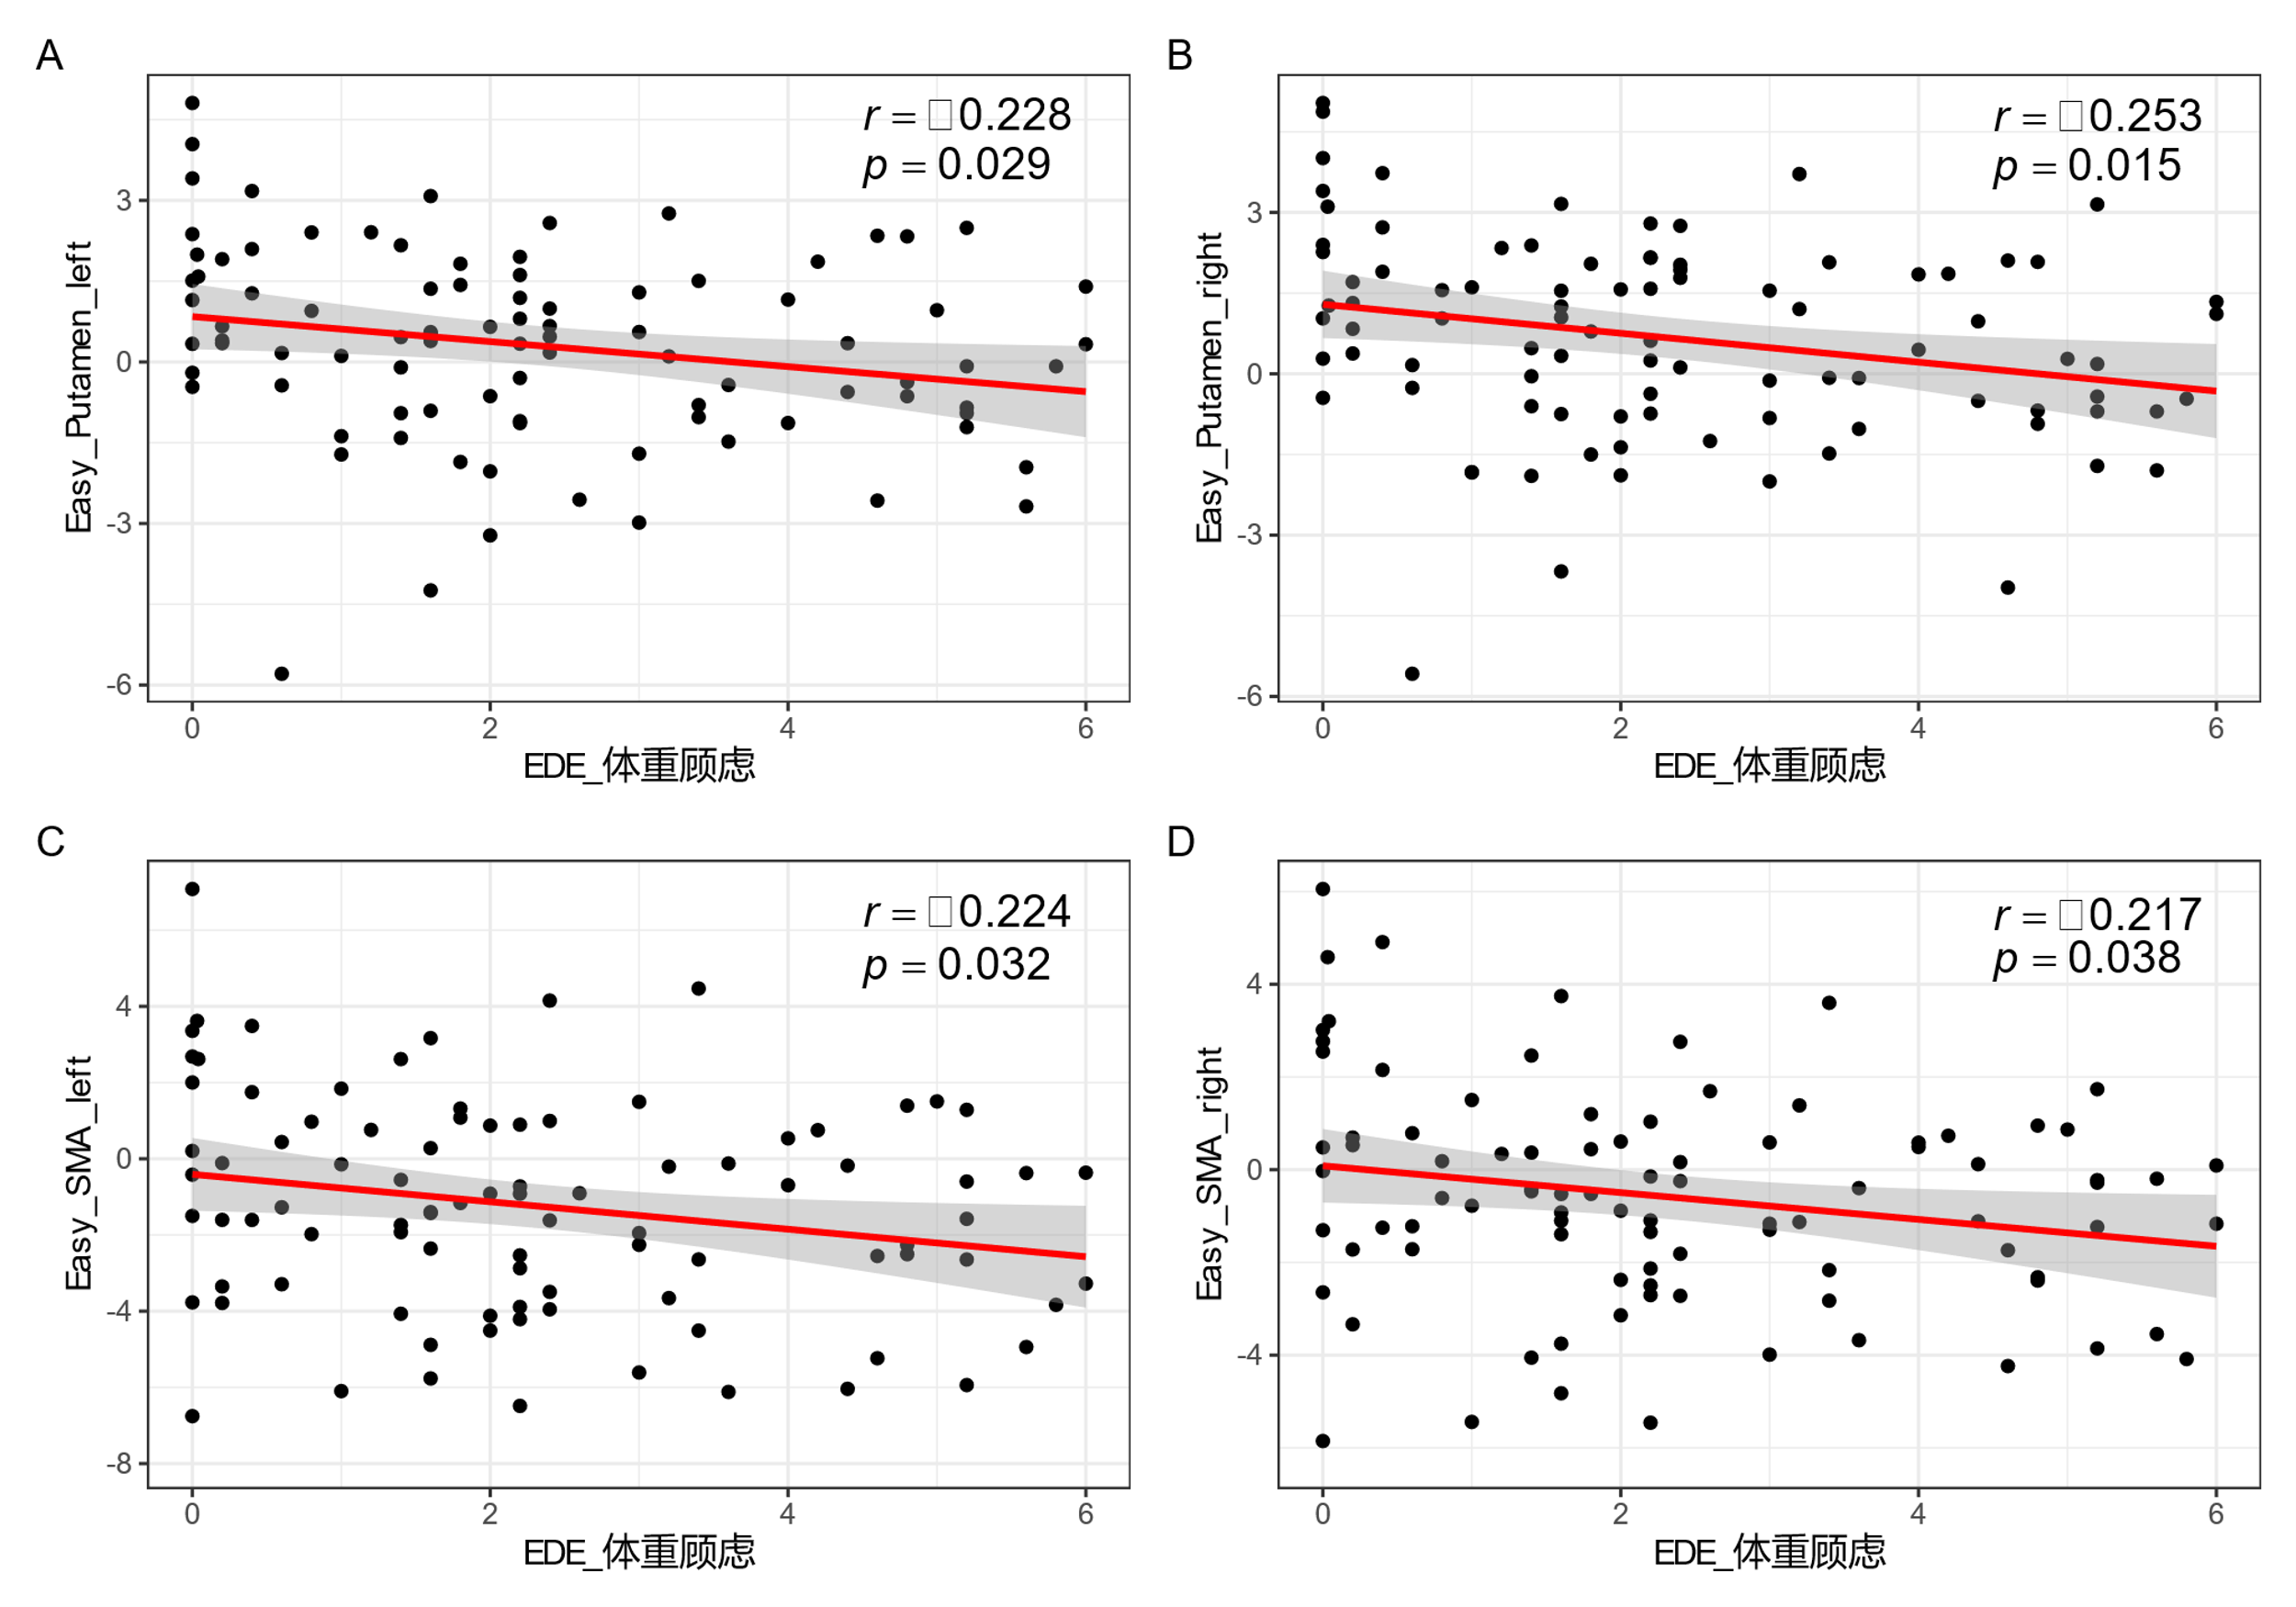 A
r = □0.228
p = 0.029
Easy_Putamen_left
3
0
-3
-6
0 2 4 6
EDE_体重顾虑
B
r = □0.253
p = 0.015
Easy_Putamen_right
3
0
-3
-6
0 2 4 6
EDE_体重顾虑
C
r = □0.224
p = 0.032
Easy_SMA_left
4
0
-4
-8
0 2 4 6
EDE_体重顾虑
D
r = □0.217
p = 0.038
Easy_SMA_right
4
0
-4
0 2 4 6
EDE_体重顾虑